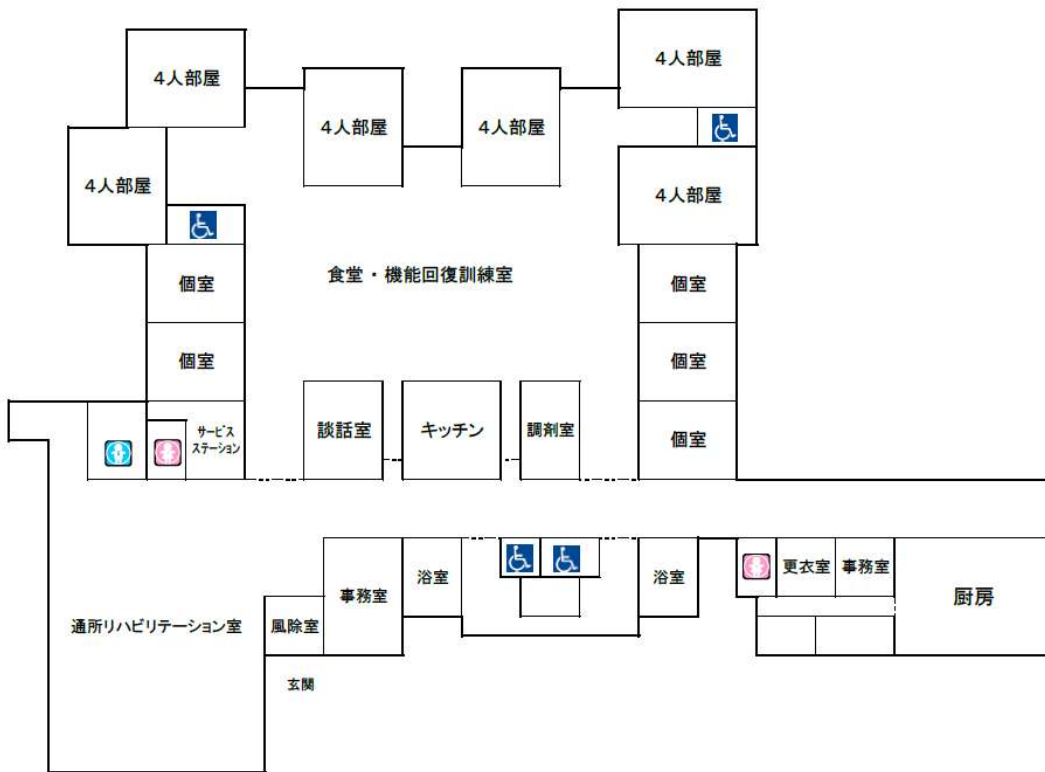 4人部屋
4人部屋
4人部屋
4人部屋
4人部屋
4人部屋
個室
食堂・機能回復訓練室
個室
個室
個室
サービス
ステーション
談話室
キッチン
調剤室
個室
浴室
浴室
更衣室
事務室
事務室
厨房
通所リハビリテーション室
風除室
玄関